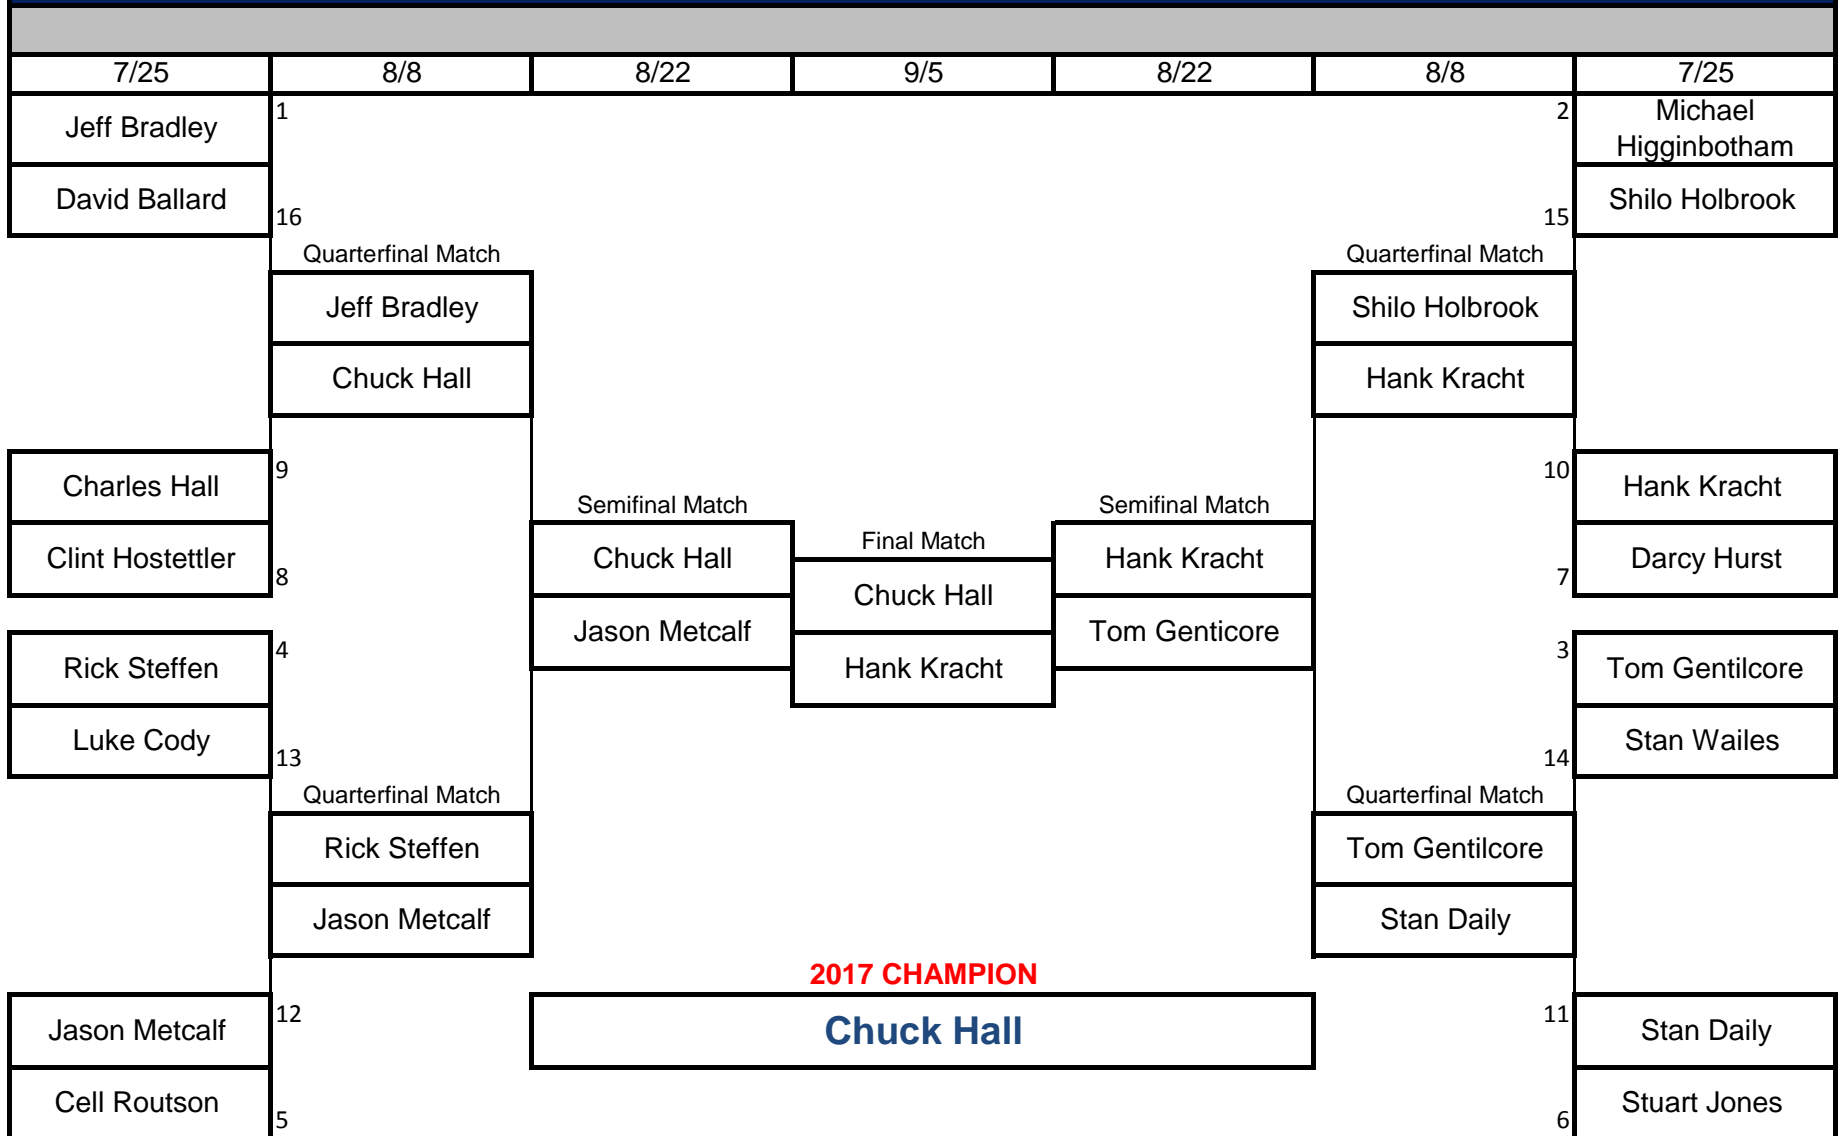 7/25 8/8 8/22 9/5 8/22 8/8 7/25
Jeff Bradley 1 2 Michael
Higginbotham
David Ballard 16 15 Shilo Holbrook
Quarterfinal Match Quarterfinal Match
Jeff Bradley Shilo Holbrook
Chuck Hall Hank Kracht
Charles Hall 9 10 Hank Kracht
Semifinal Match Semifinal Match
Final Match
Clint Hostettler 8 Chuck Hall Hank Kracht 7 Darcy Hurst
Chuck Hall
Jason Metcalf Tom Genticore
Rick Steffen 4 Hank Kracht 3 Tom Gentilcore
Luke Cody 13 14 Stan Wailes
Quarterfinal Match Quarterfinal Match
Rick Steffen Tom Gentilcore
Jason Metcalf Stan Daily
2017 CHAMPION
Jason Metcalf 12 Chuck Hall 11 Stan Daily
Cell Routson 5 6 Stuart Jones